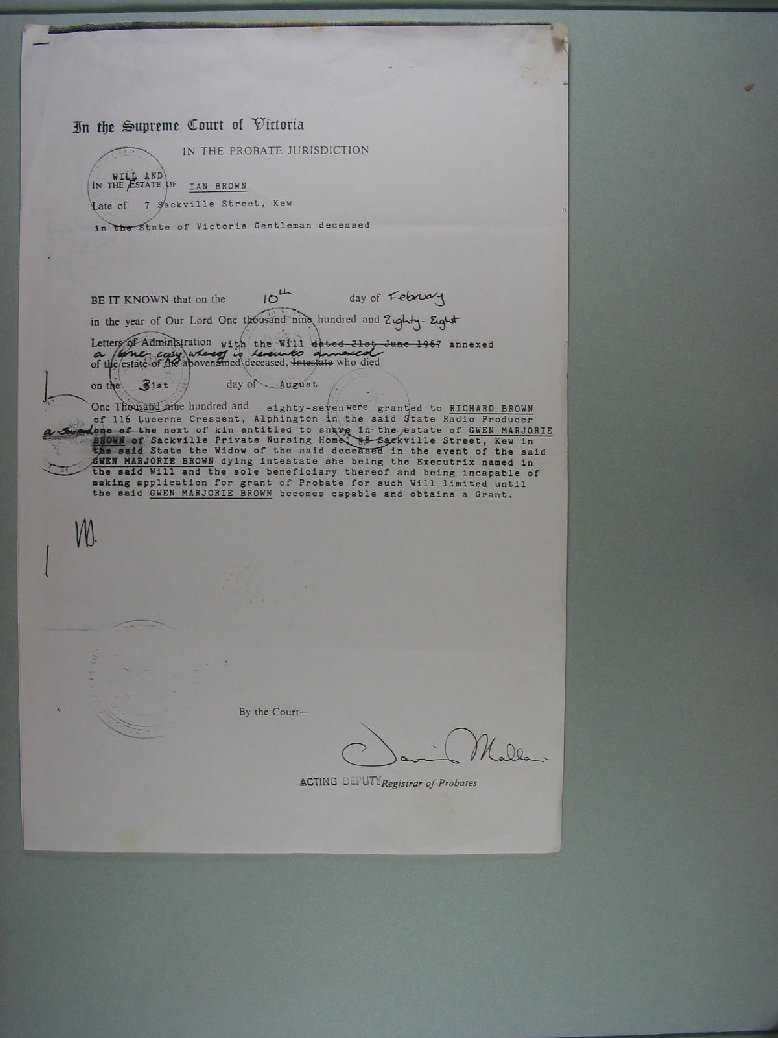 In the Supreme Court of Victoria
IN THE PROBATE JURISDICTION
WILL AND
IN THE ESTATE OF IAN BROWN
Late of 7 Sackville Street, Kew
in the State of Victoria Gentleman deceased
BE IT KNOWN that on the 10th day of February
in the year of Our Lord One thousand nine hundred and Eighty-Eight
Letters of Administration with the Will dated 21st June 1967 annexed
a true copy whereof is hereunto annexed
of the estate of the abovenamed deceased, Intestate who died
on the 31st day of August
One Thousand nine hundred and eighty-seven were granted to RICHARD BROWN
of 116 Lucerne Crescent, Alphington in the said State Radio Producer
one of the next of kin entitled to share in the estate of GWEN MARJORIE
BROWN of Sackville Private Nursing Home, Sackville Street, Kew in
the said State the Widow of the said deceased in the event of the said
GWEN MARJORIE BROWN dying intestate she being the Executrix named in
the said Will and the sole beneficiary thereof and being incapable of
making application for grant of Probate for such Will limited until
the said GWEN MARJORIE BROWN becomes capable and obtains a Grant.
By the Court—
ACTING DEPUTY Registrar of Probates